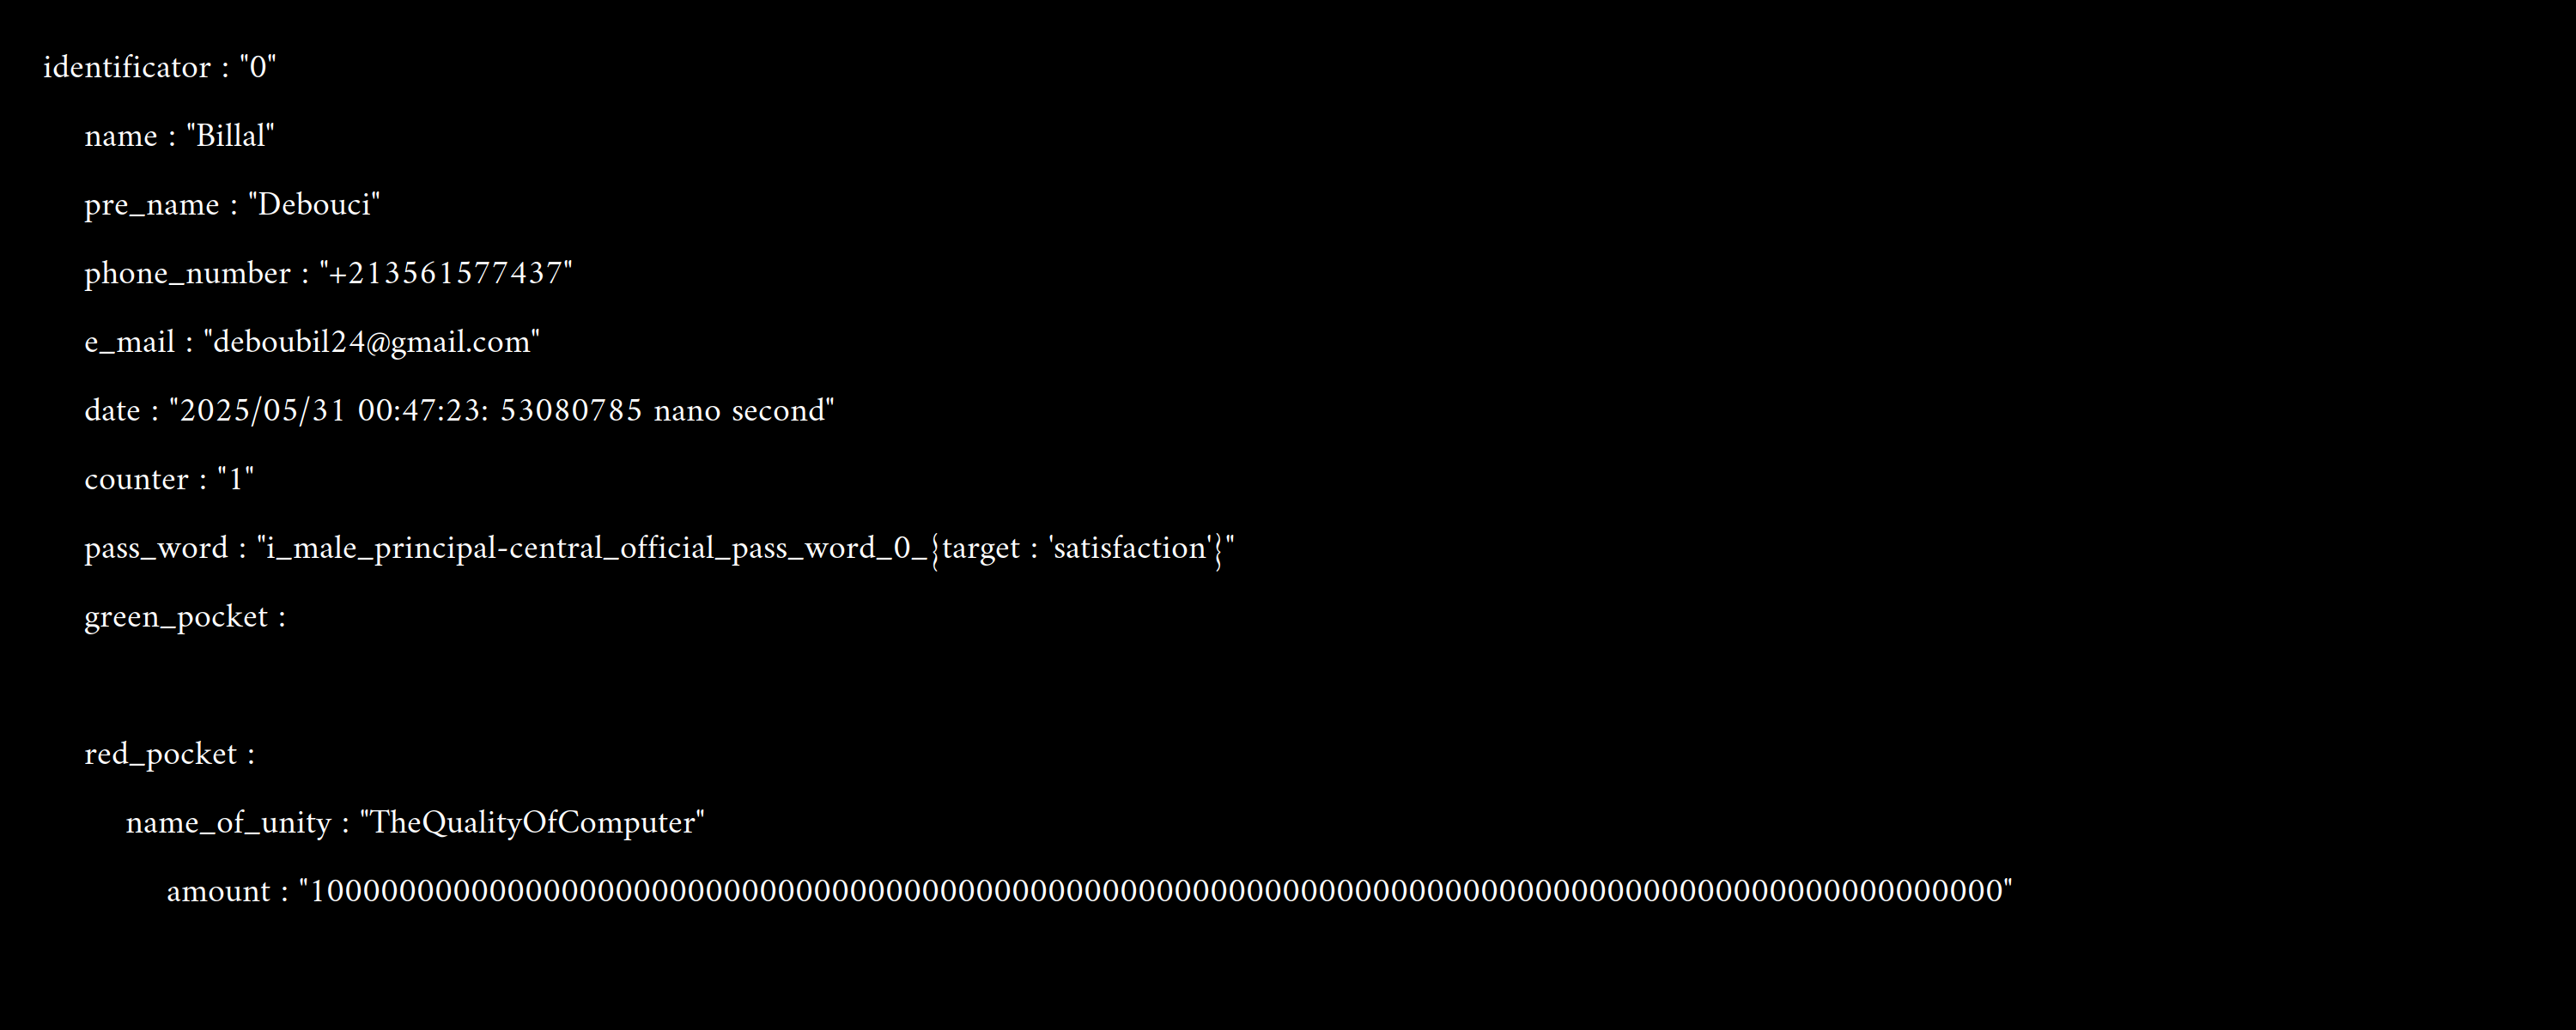 identificator : "0"
name : "Billal"
pre_name : "Debouci"
phone_number : "+213561577437"
e_mail : "deboubil24@gmail.com"
date : "2025/05/31 00:47:23: 53080785 nano second"
counter : "1"
pass_word : "i_male_principal-central_official_pass_word_0_{target : 'satisfaction'}"
green_pocket :
red_pocket :
name_of_unity : "TheQualityOfComputer"
amount : "1000000000000000000000000000000000000000000000000000000000000000000000000000000000000000000000"